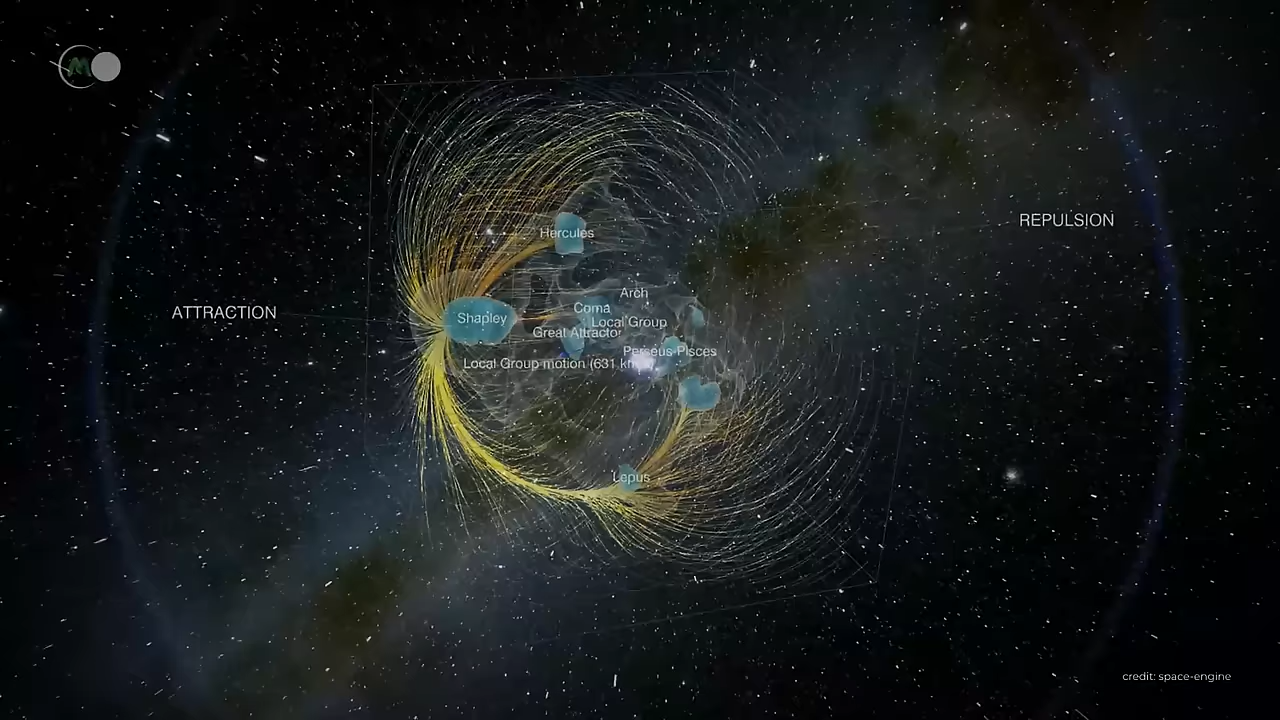 M
REPULSION
Hercules
Arch
Coma
ATTRACTION
Shapley
Local Group
Great Attractor
Perseus-Pisces
Local Group motion (631 km
Lepus
credit: space-engine